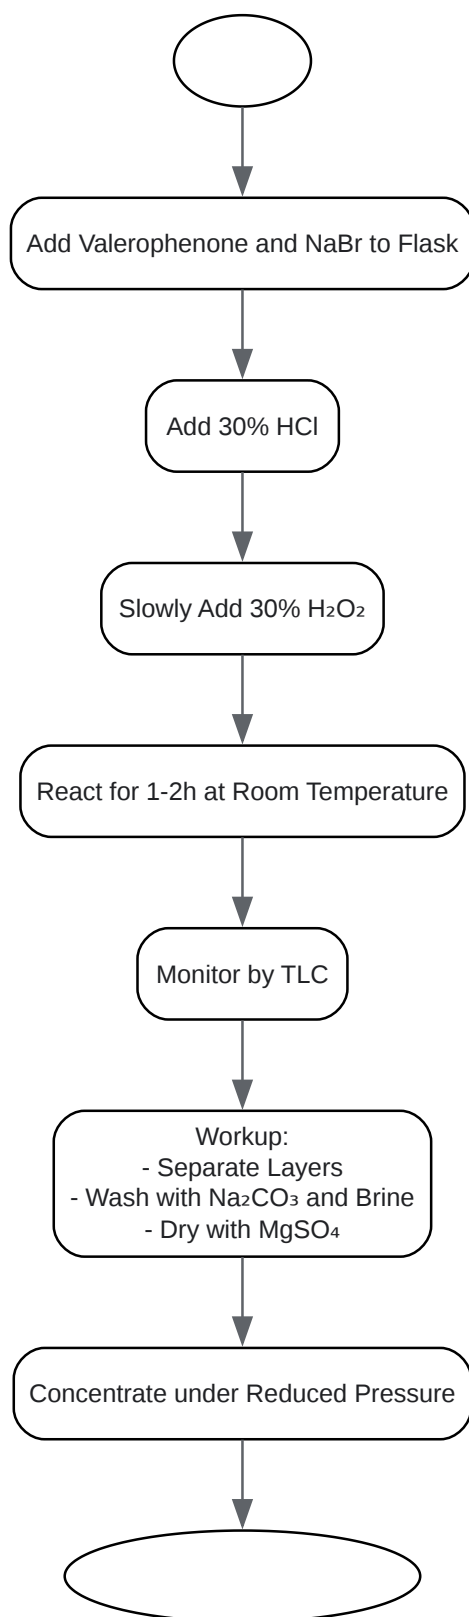 Add Valerophenone and NaBr to Flask
Add 30% HCl
Slowly Add 30% H₂O₂
React for 1-2h at Room Temperature
Monitor by TLC
Workup:
- Separate Layers
- Wash with Na₂CO₃ and Brine
- Dry with MgSO₄
Concentrate under Reduced Pressure